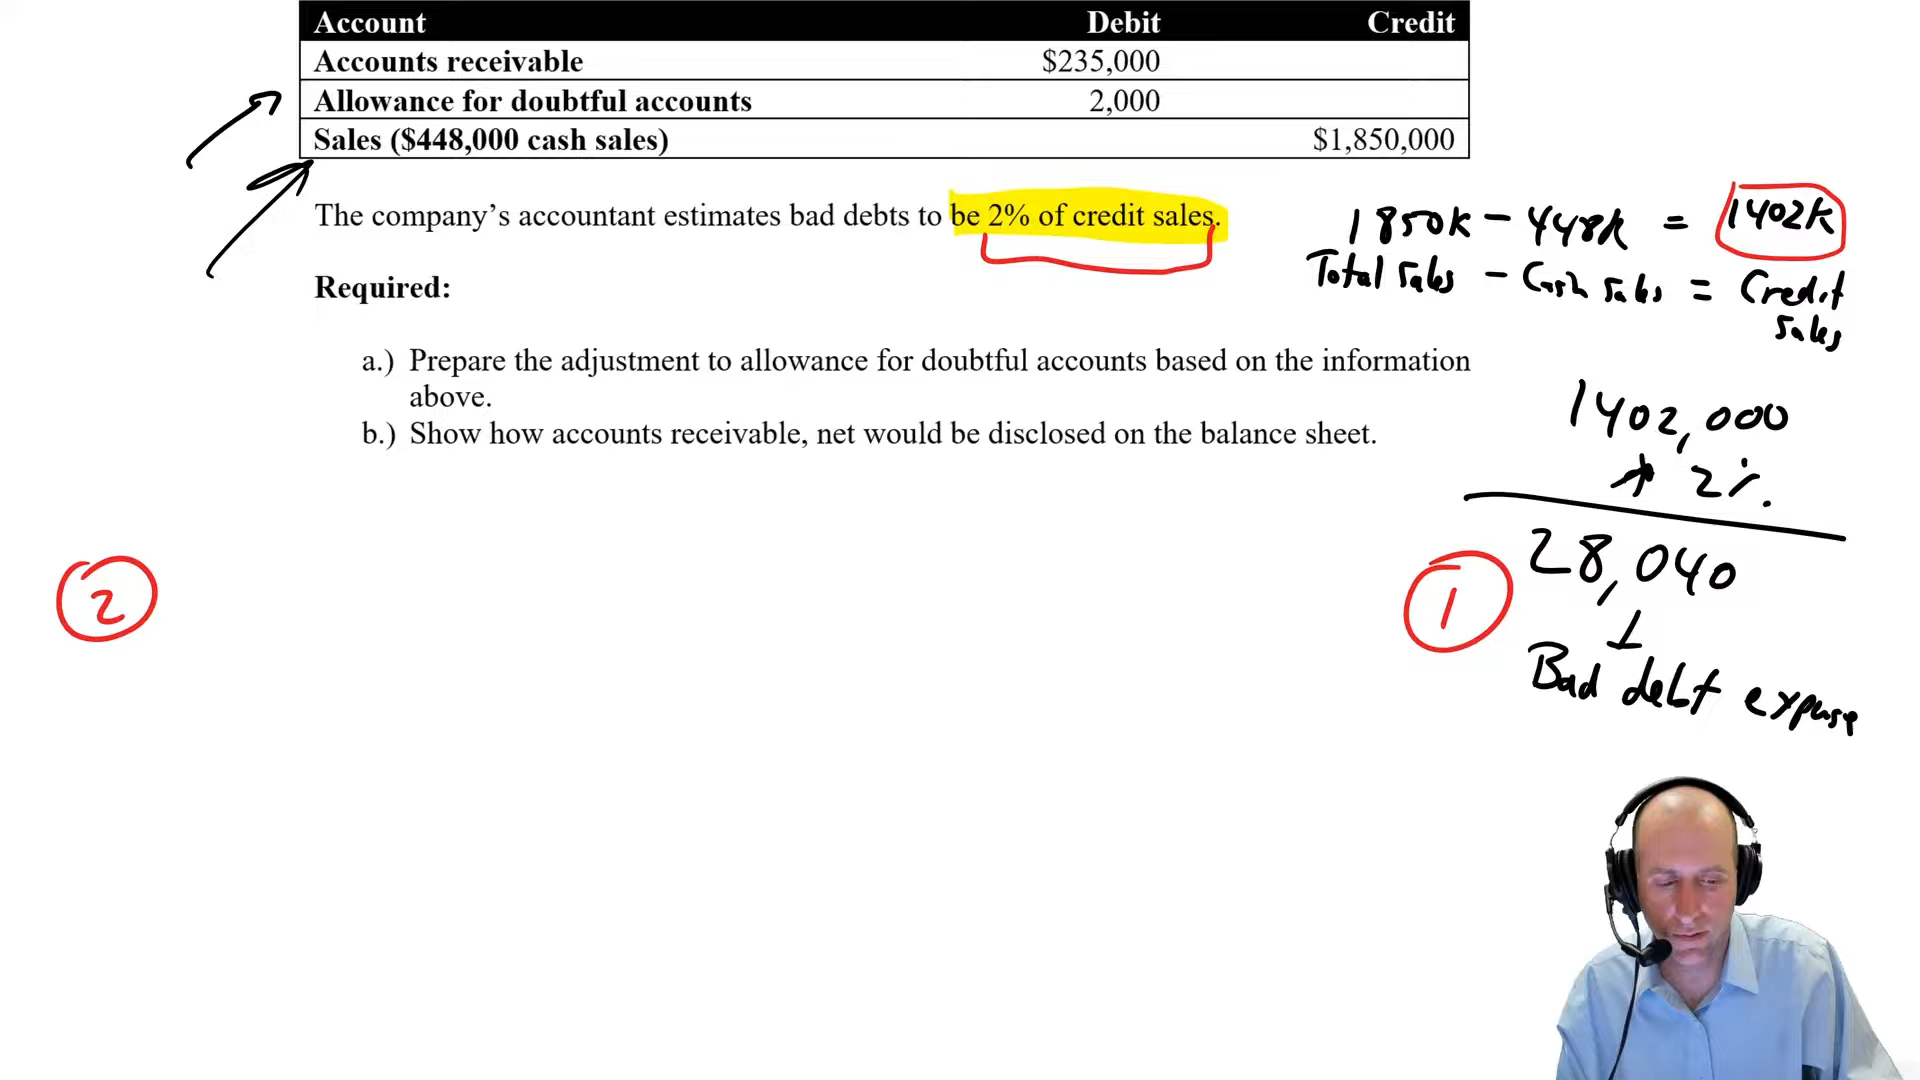 Account Debit Credit
Accounts receivable $235,000
Allowance for doubtful accounts 2,000
Sales ($448,000 cash sales) $1,850,000
The company’s accountant estimates bad debts to be 2% of credit sales.
Required:
a.) Prepare the adjustment to allowance for doubtful accounts based on the information
above.
b.) Show how accounts receivable, net would be disclosed on the balance sheet.
1850k - 448k = 1402k
Total sales - Cash sales = Credit
sales
1402,000
* 2%.
28,040
1
Bad debt expense
2